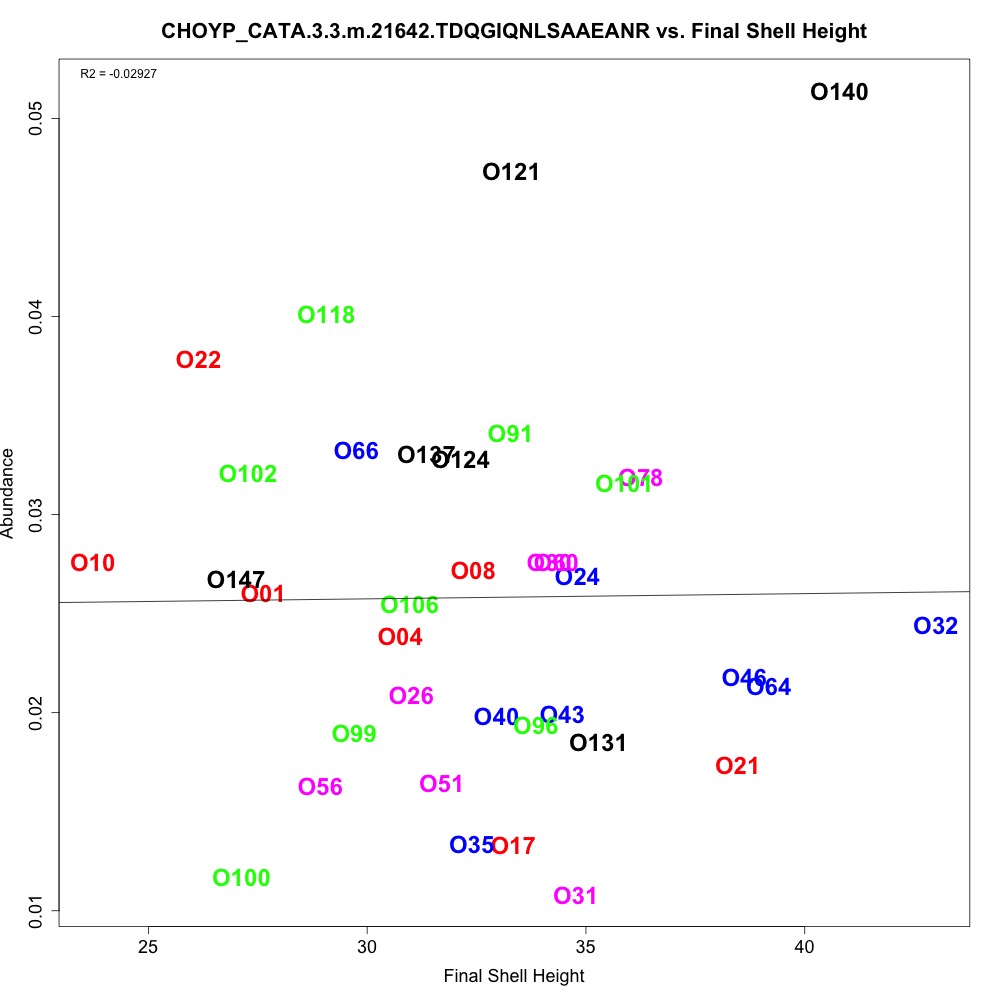 CHOYP_CATA.3.3.m.21642.TDQGIQNLSAAEANR vs. Final Shell Height
R2 = -0.02927
O140
0.05
O121
O118
0.04
O22
O91
O66
O137
O124
O102
O78
O101
0.03
Abundance
O10
O60
O08
O24
O147
O01
O106
O32
O04
O46
O64
O26
0.02
O40
O43
O96
O99
O131
O21
O51
O56
O35
O17
O100
O31
0.01
25
30
35
40
Final Shell Height